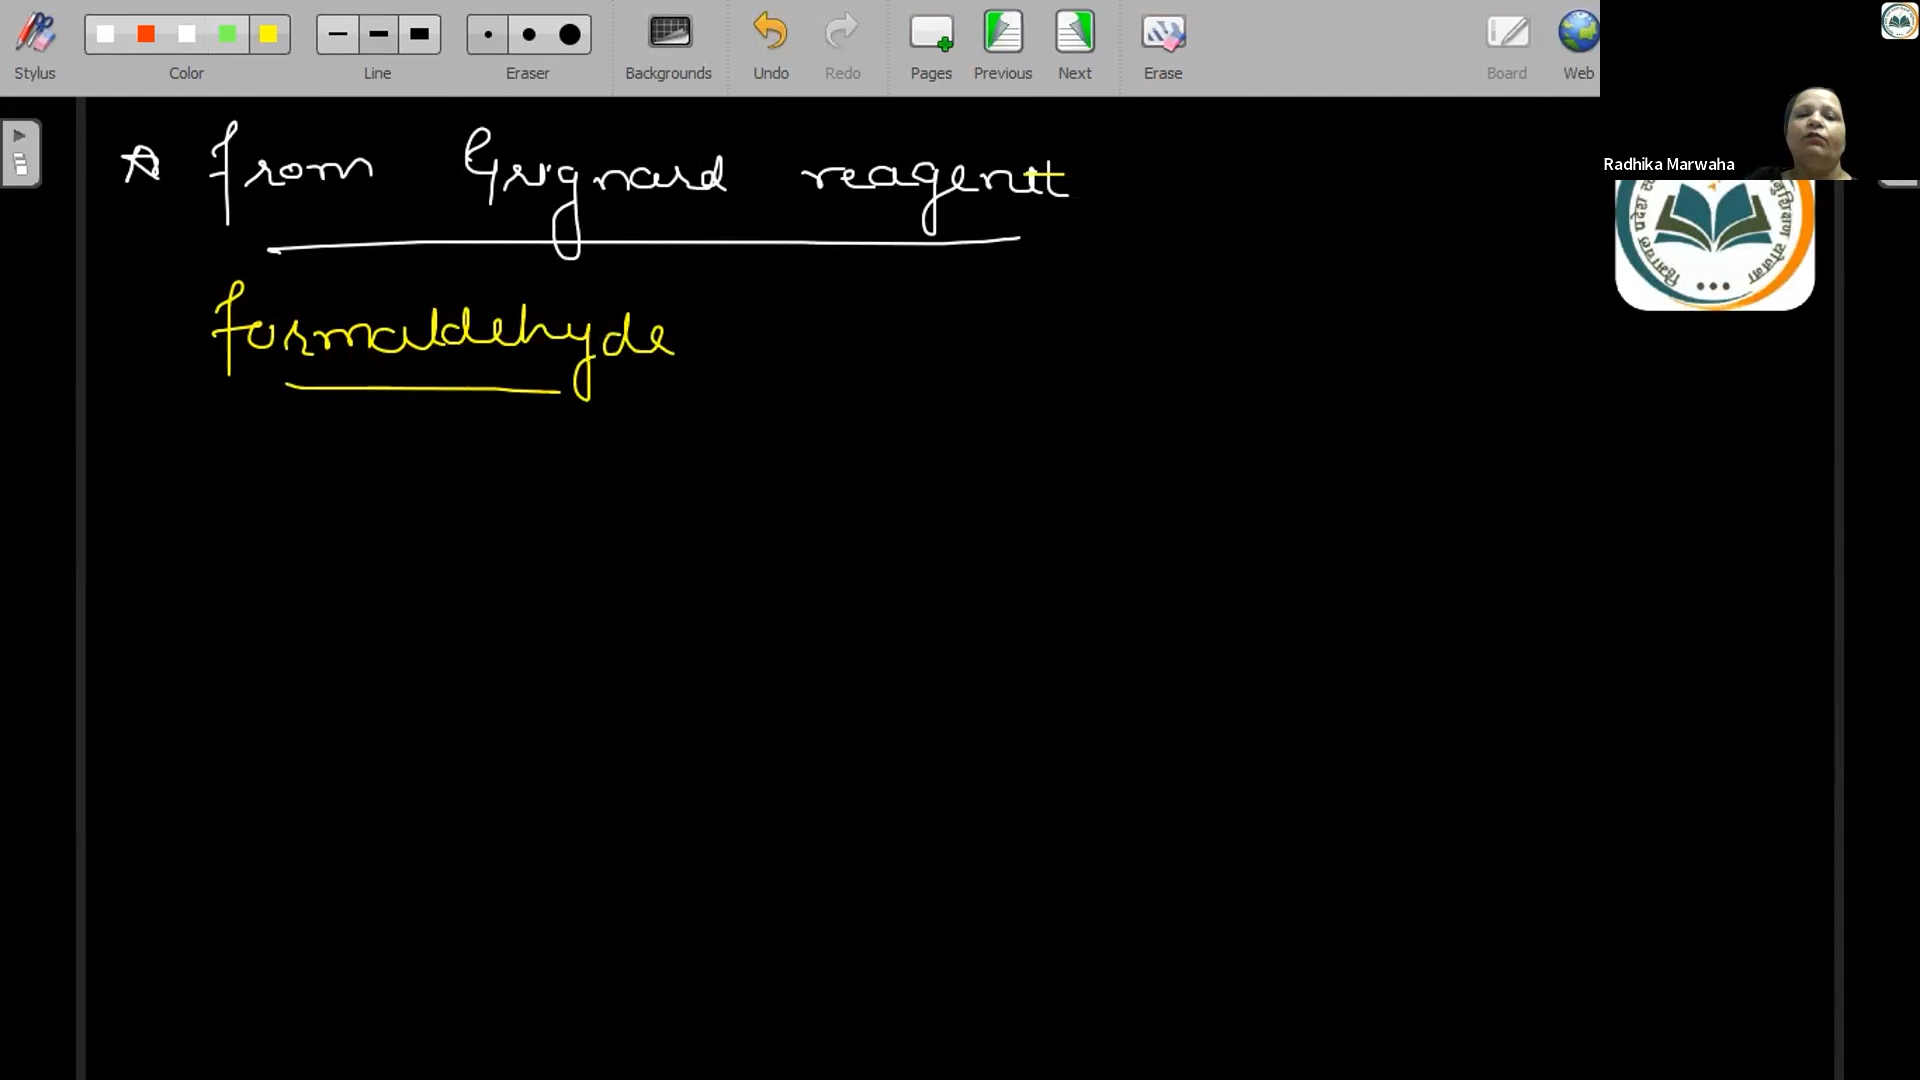 Stylus
Color
Line
Eraser
Backgrounds
Undo
Redo
Pages
Previous
Next
Erase
Board
Web
Radhika Marwaha
☆ From Grignard reagent
Formaldehyde